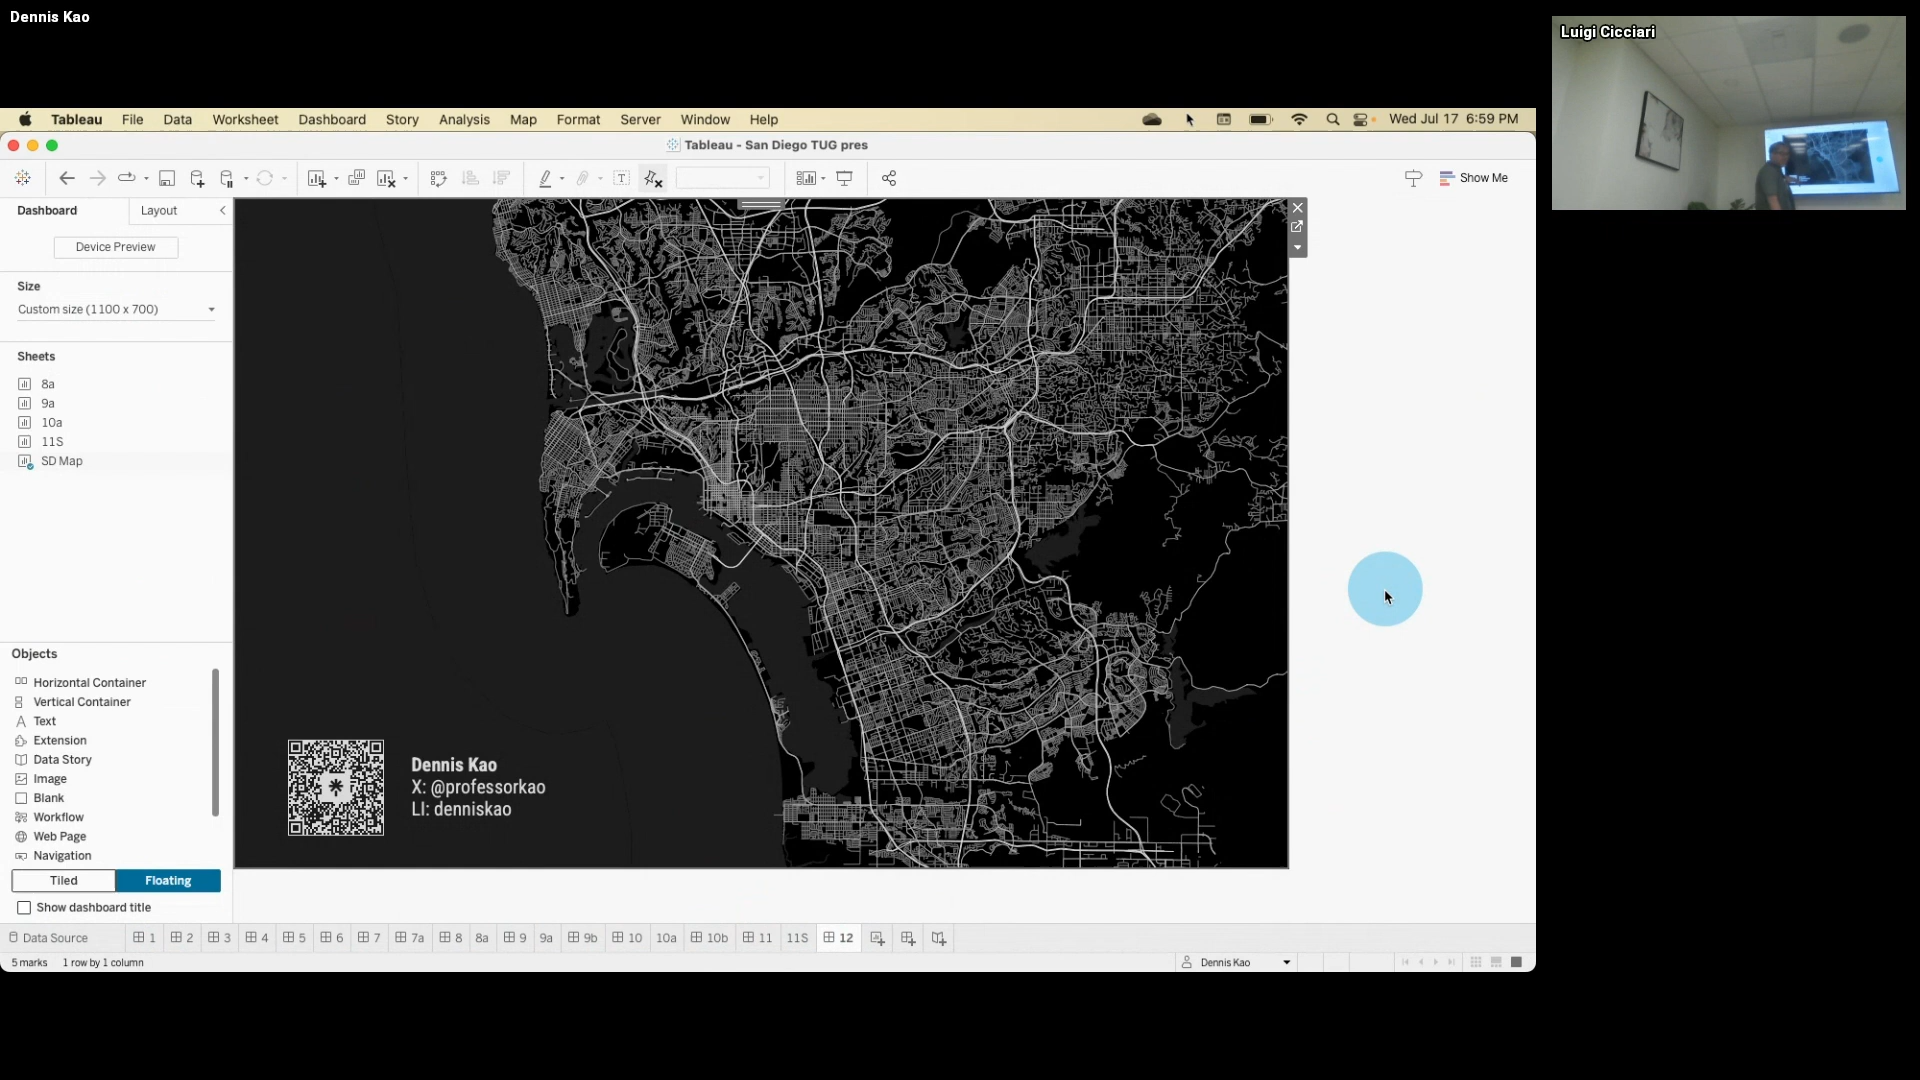 Dennis Kao
Luigi Cicciari
Tableau File Data Worksheet Dashboard Story Analysis Map Format Server Window Help Wed Jul 17 6:59 PM
Tableau - San Diego TUG pres
Show Me
Dashboard Layout
Device Preview
Size
Custom size (1100 x 700)
Sheets
8a
9a
10a
11S
SD Map
Objects
Horizontal Container
Vertical Container
Text
Extension
Data Story
Image
Blank
Workflow
Web Page
Navigation
Tiled Floating
Show dashboard title
Dennis Kao
X: @professorkao
LI: denniskao
Data Source 1 2 3 4 5 6 7 7a 8 8a 9 9a 9b 10 10a 10b 11 11S 12
5 marks 1 row by 1 column Dennis Kao